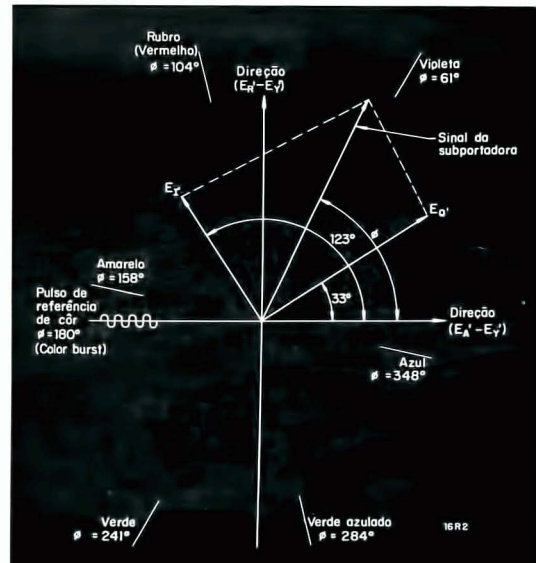 Rubro
(Vermelho)
ø = 104°
Direção
(E_R'-E_Y')
Violeta
ø = 61°
Sinal da
subportadora
E_I'
E_Q'
123°
ø
33°
Amarelo
ø = 158°
Pulso de
referência
de côr
ø = 180°
(Color burst)
Direção
(E_A'-E_Y')
Azul
ø = 348°
Verde
ø = 241°
Verde azulado
ø = 284°
16R2